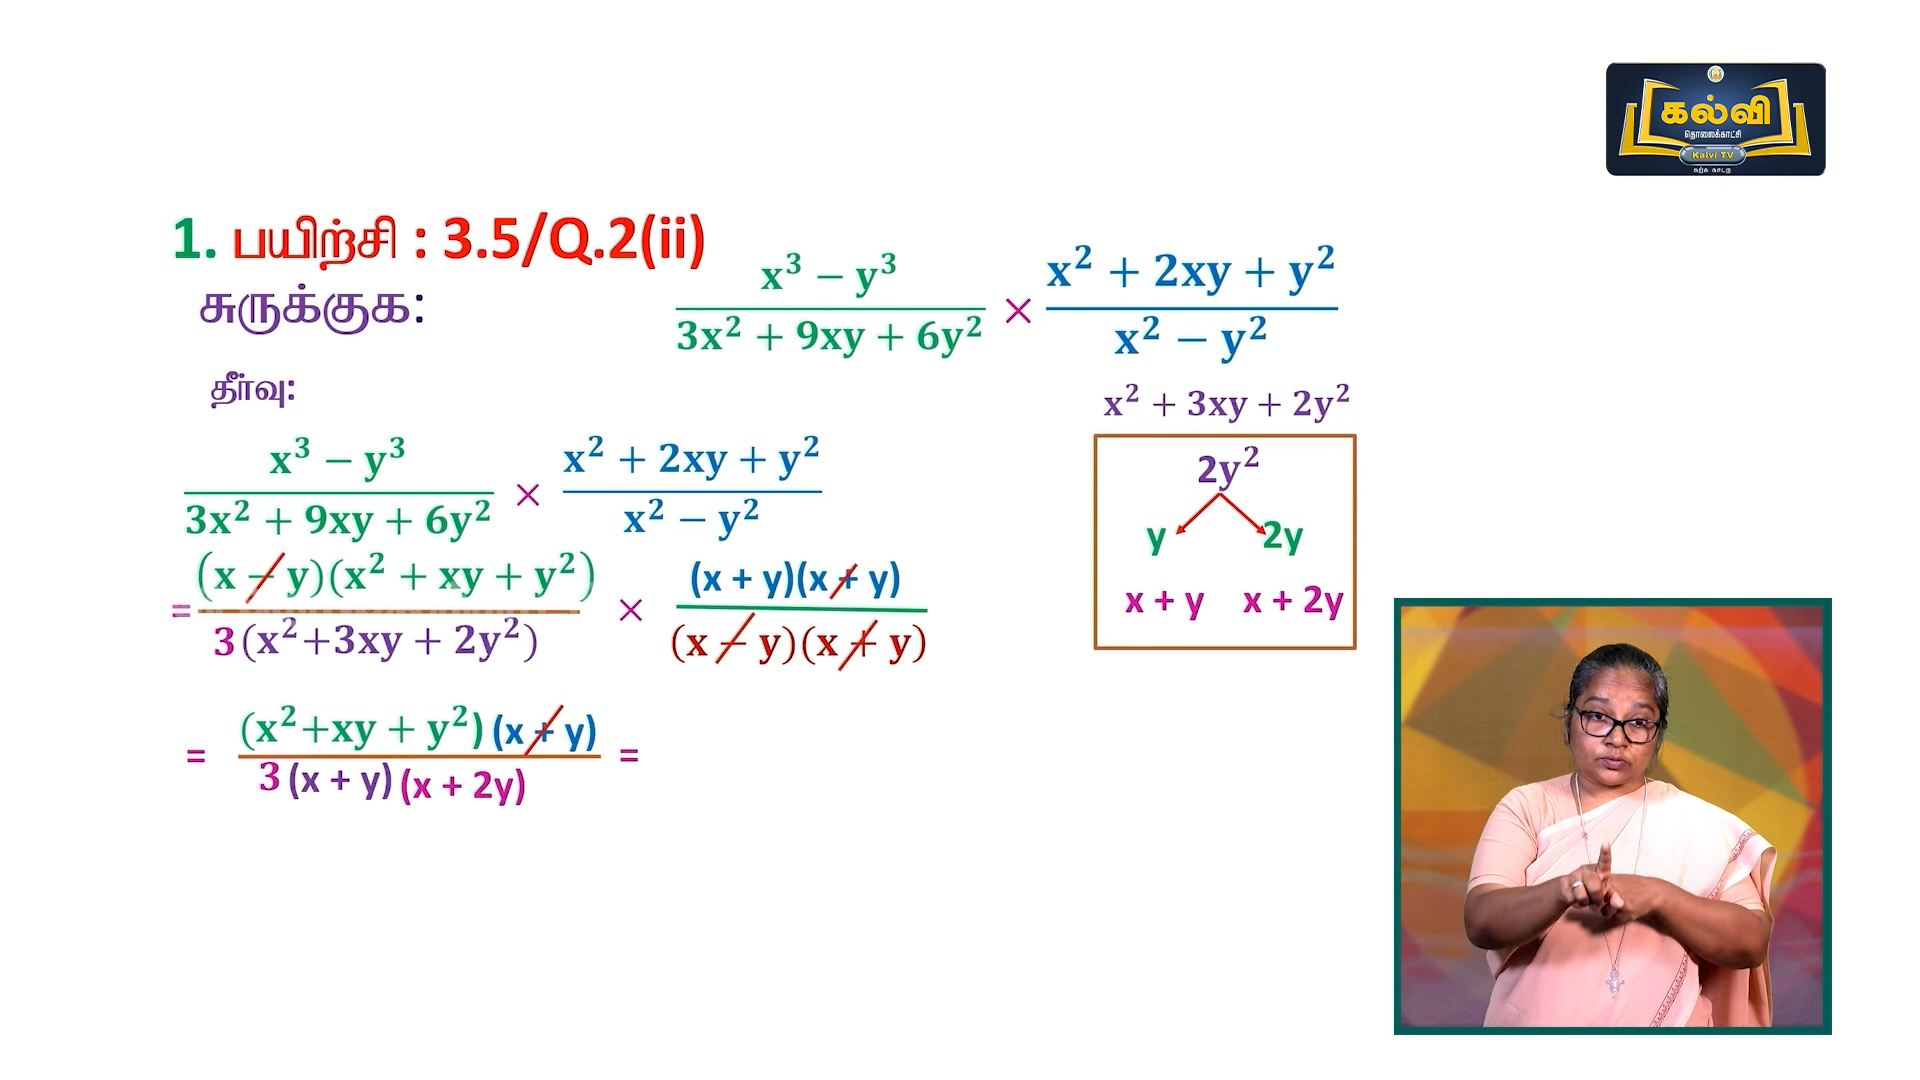 கல்வி
தொலைக்காட்சி
Kalvi TV
கற்க கசடற
1. பயிற்சி : 3.5/Q.2(ii)
சுருக்குக:
x³ − y³ / 3x² + 9xy + 6y² × x² + 2xy + y² / x² − y²
தீர்வு:
x² + 3xy + 2y²
x³ − y³ / 3x² + 9xy + 6y² × x² + 2xy + y² / x² − y²
2y²
y 2y
x + y x + 2y
= (x − y)(x² + xy + y²) / 3(x²+3xy + 2y²) × (x + y)(x + y) / (x − y)(x + y)
= (x²+xy + y²) (x + y) / 3(x + y) (x + 2y) =